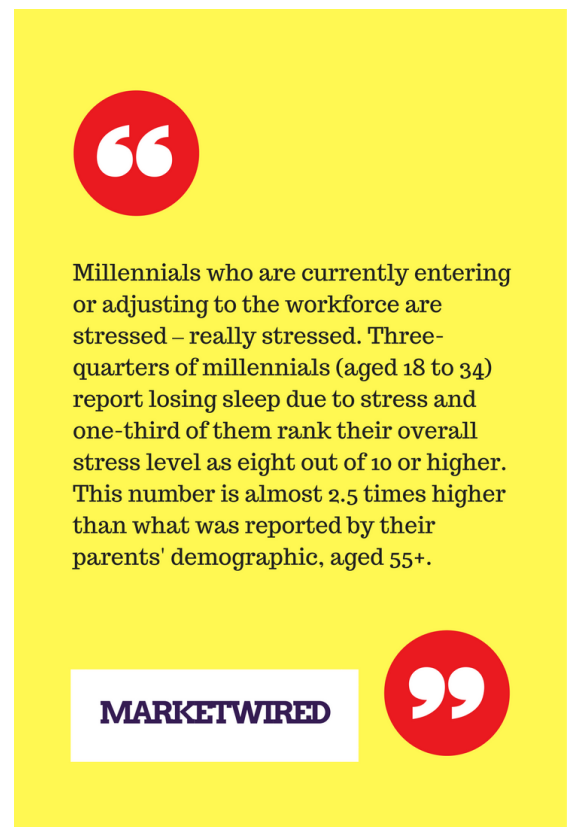 “
Millennials who are currently entering
or adjusting to the workforce are
stressed – really stressed. Three-
quarters of millennials (aged 18 to 34)
report losing sleep due to stress and
one-third of them rank their overall
stress level as eight out of 10 or higher.
This number is almost 2.5 times higher
than what was reported by their
parents' demographic, aged 55+.
MARKETWIRED
”